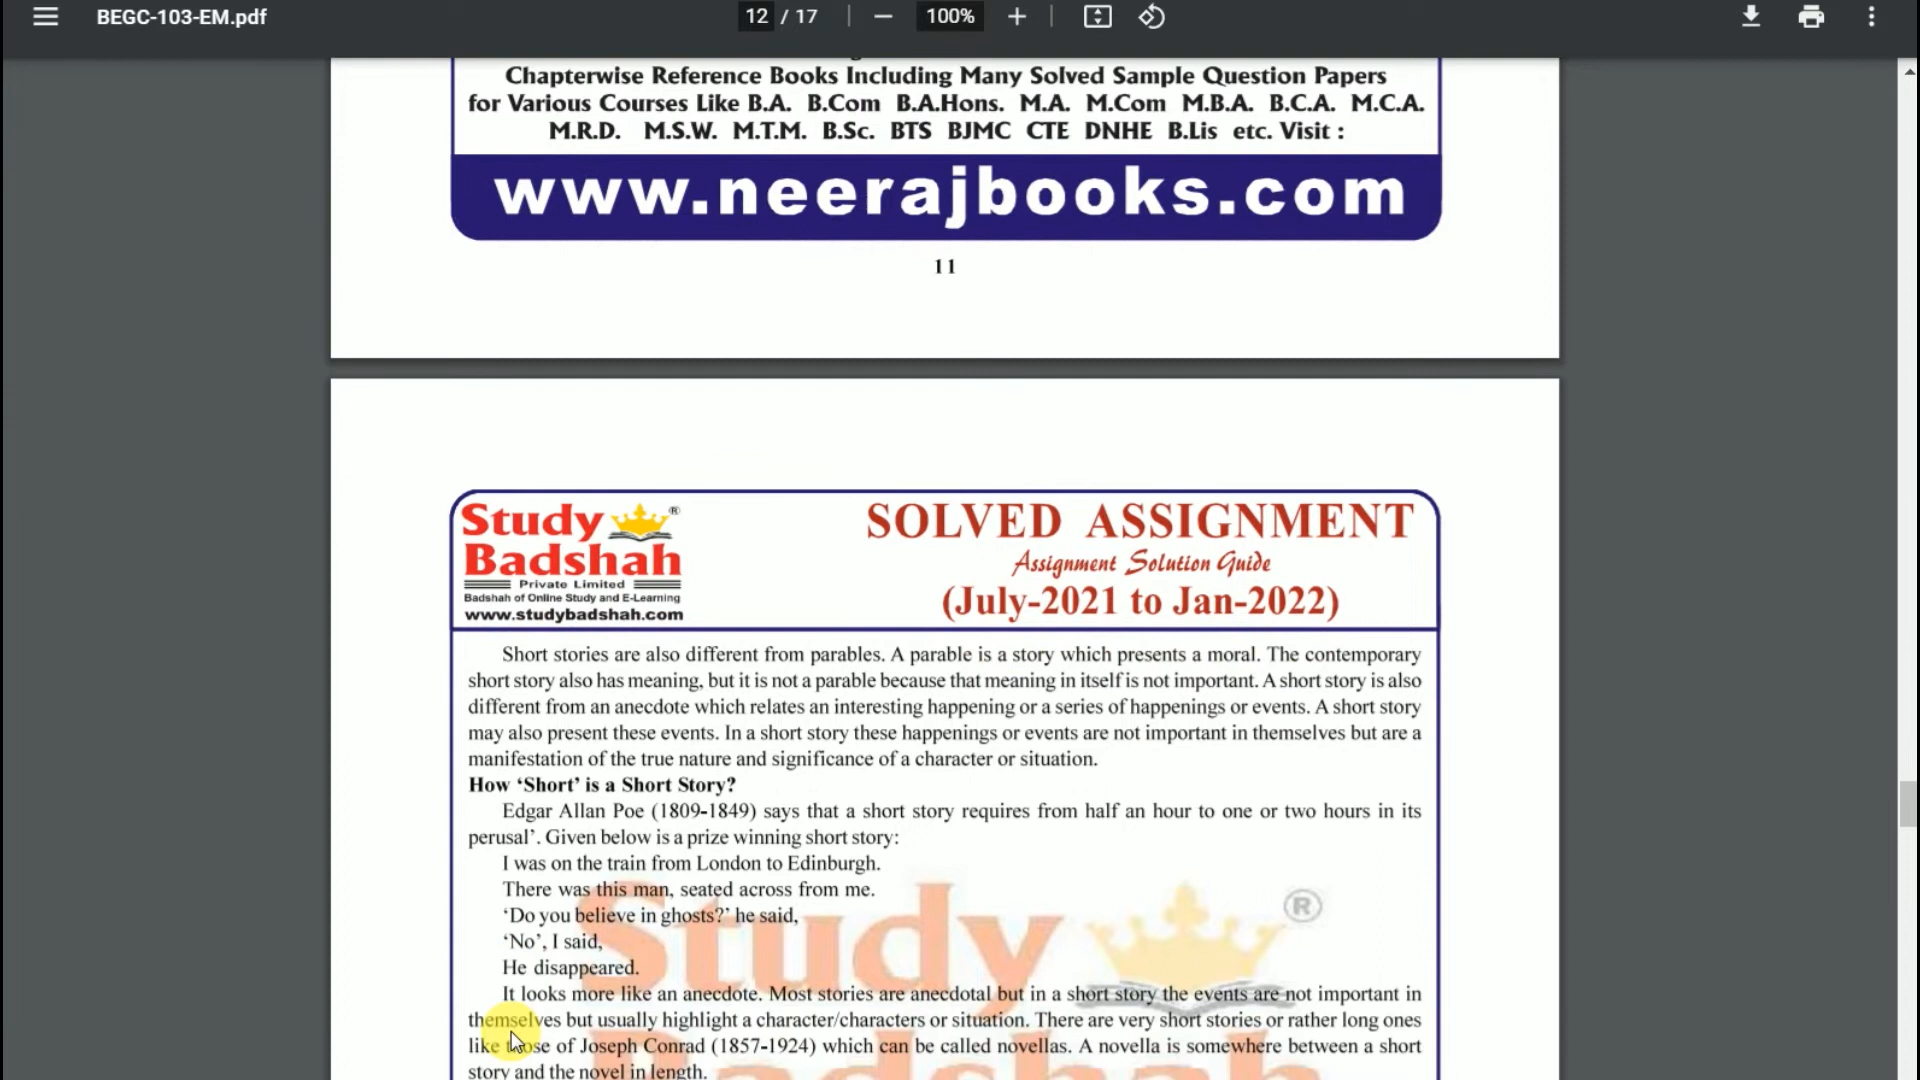 BEGC-103-EM.pdf
12 / 17
100%
Chapterwise Reference Books Including Many Solved Sample Question Papers
for Various Courses Like B.A. B.Com B.A.Hons. M.A. M.Com M.B.A. B.C.A. M.C.A.
M.R.D. M.S.W. M.T.M. B.Sc. BTS BJMC CTE DNHE B.Lis etc. Visit :
www.neerajbooks.com
11
Study ®
Badshah
Private Limited
Badshah of Online Study and E-Learning
www.studybadshah.com
SOLVED ASSIGNMENT
Assignment Solution Guide
(July-2021 to Jan-2022)
Short stories are also different from parables. A parable is a story which presents a moral. The contemporary
short story also has meaning, but it is not a parable because that meaning in itself is not important. A short story is also
different from an anecdote which relates an interesting happening or a series of happenings or events. A short story
may also present these events. In a short story these happenings or events are not important in themselves but are a
manifestation of the true nature and significance of a character or situation.
How ‘Short’ is a Short Story?
Edgar Allan Poe (1809-1849) says that a short story requires from half an hour to one or two hours in its
perusal’. Given below is a prize winning short story:
I was on the train from London to Edinburgh.
There was this man, seated across from me.
‘Do you believe in ghosts?’ he said,
‘No’, I said,
He disappeared.
It looks more like an anecdote. Most stories are anecdotal but in a short story the events are not important in
themselves but usually highlight a character/characters or situation. There are very short stories or rather long ones
like those of Joseph Conrad (1857-1924) which can be called novellas. A novella is somewhere between a short
story and the novel in length.
Study ®
Badshah